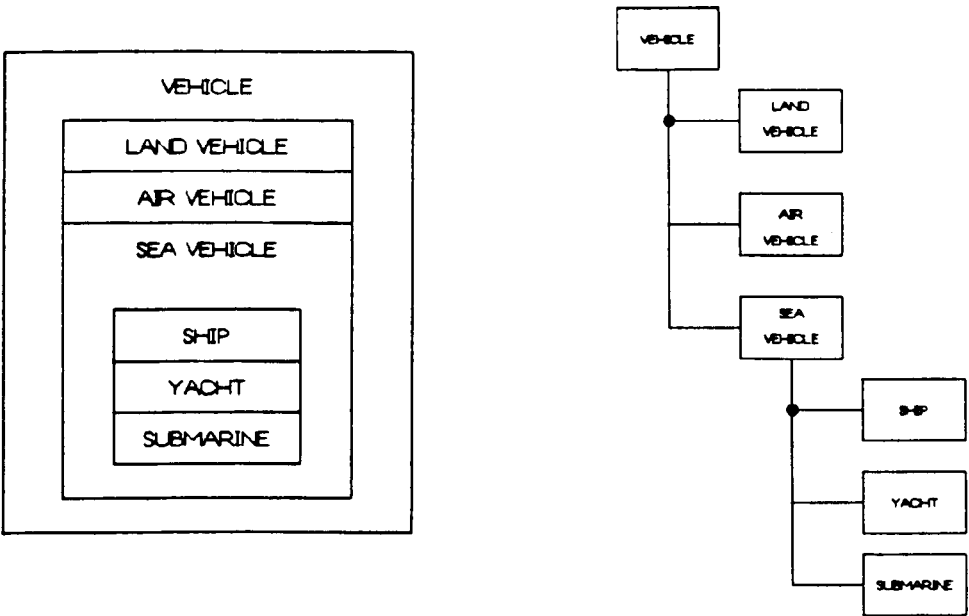 VEHICLE
LAND VEHICLE
AIR VEHICLE
SEA VEHICLE
SHIP
YACHT
SUBMARINE
VEHICLE
LAND
VEHICLE
AIR
VEHICLE
SEA
VEHICLE
SHIP
YACHT
SUBMARINE